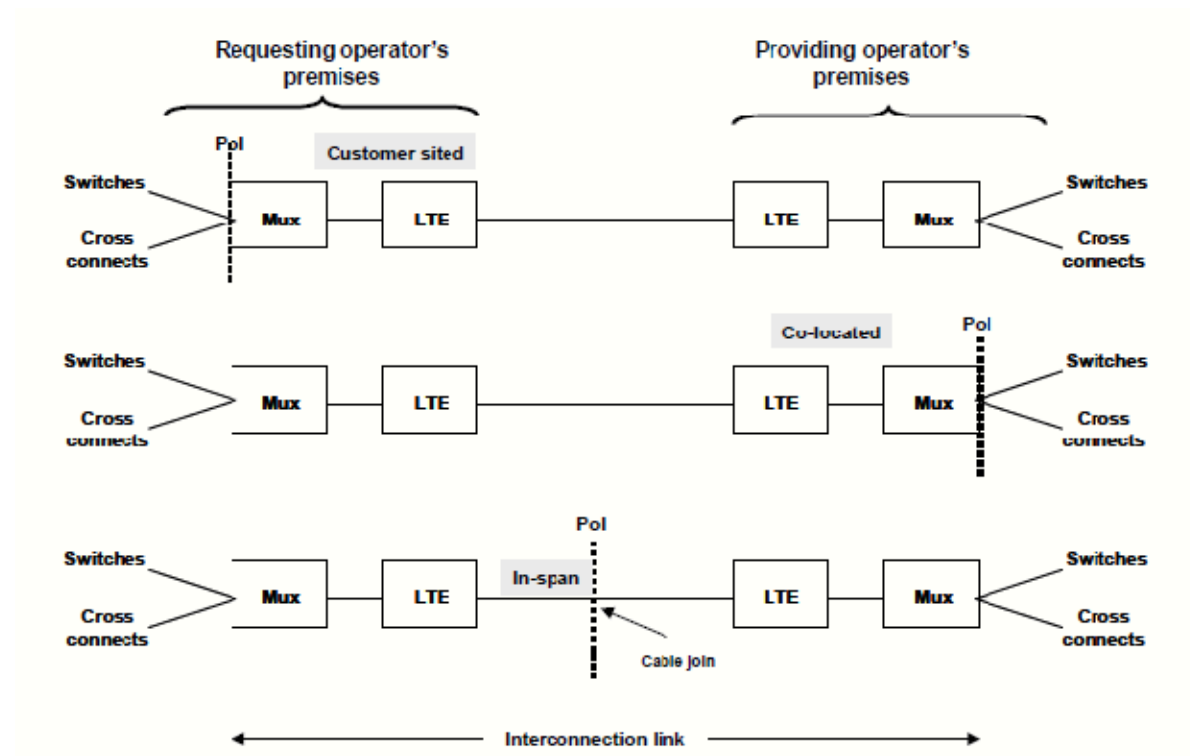 Requesting operator's
premises
Providing operator's
premises
PoI
Customer sited
Switches
Cross
connects
Mux
LTE
LTE
Mux
Switches
Cross
connects
Co-located
PoI
Switches
Cross
connects
Mux
LTE
LTE
Mux
Switches
Cross
connects
PoI
In-span
Switches
Cross
connects
Mux
LTE
LTE
Mux
Switches
Cross
connects
Cable join
Interconnection link